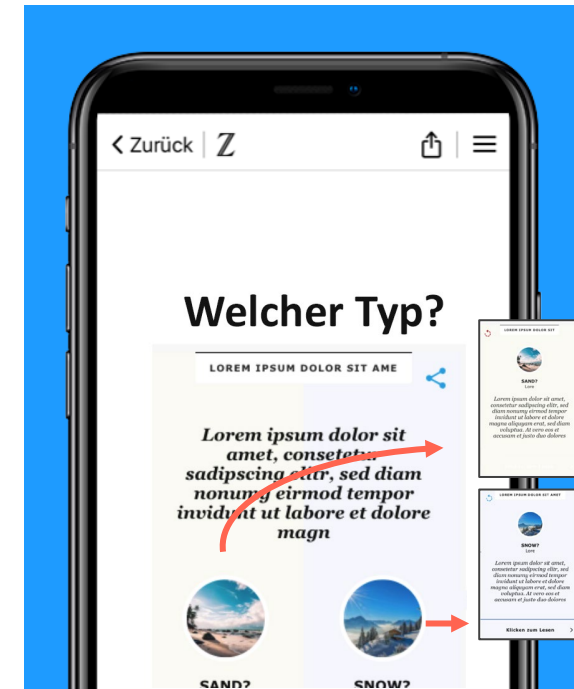 Zurück Z
Welcher Typ?
LOREM IPSUM DOLOR SIT AME
Lorem ipsum dolor sit
amet, consetetur
sadipscing elitr, sed diam
nonumy eirmod tempor
invidunt ut labore et dolore
magn
SAND?
SNOW?
LOREM IPSUM DOLOR SIT
SAND?
Lore
Lorem ipsum dolor sit amet,
consetetur sadipscing elitr, sed
diam nonumy eirmod tempor
invidunt ut labore et dolore
magna aliquyam erat, sed diam
voluptua. At vero eos et
accusam et justo duo dolores
LOREM IPSUM DOLOR SIT AMET
SNOW?
Lore
Lorem ipsum dolor sit amet,
consetetur sadipscing elitr, sed
diam nonumy eirmod tempor
invidunt ut labore et dolore
magna aliquyam erat, sed diam
voluptua. At vero eos et
accusam et justo duo dolores
Klicken zum Lesen